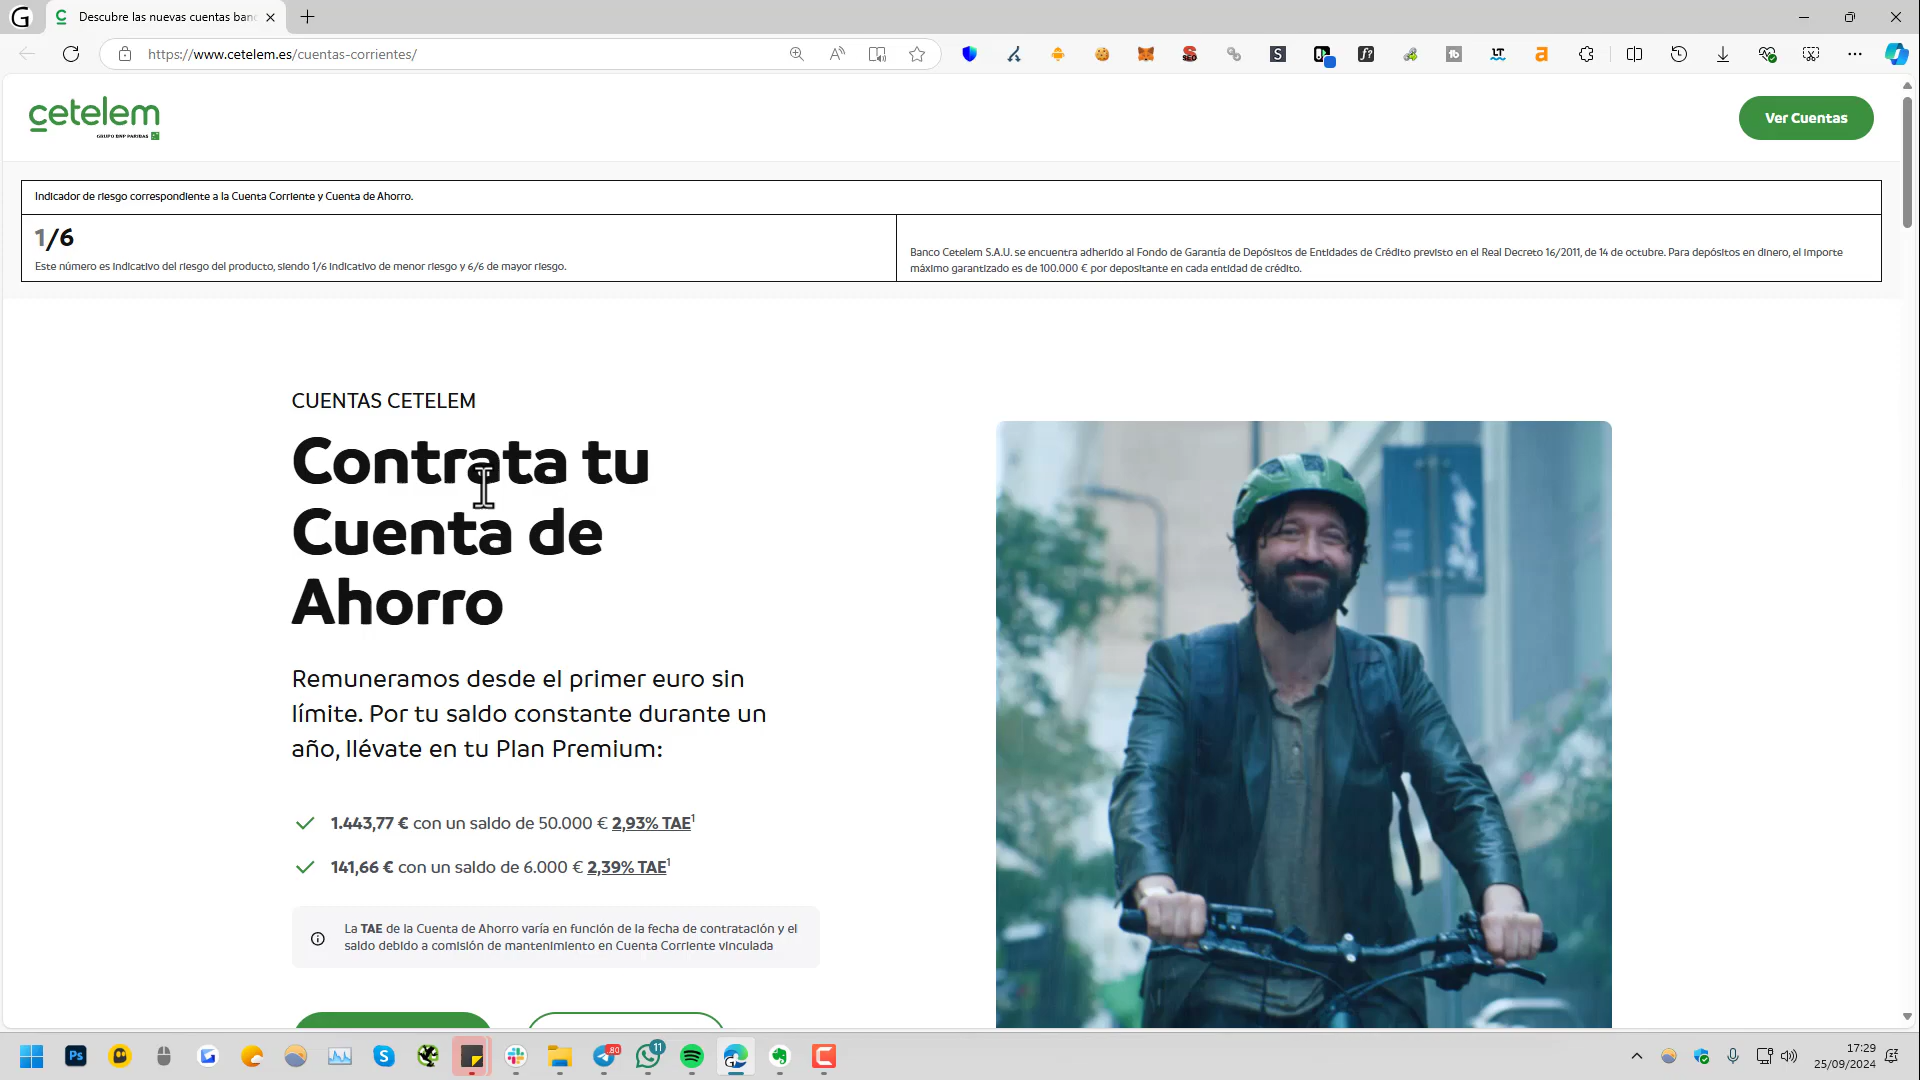 Descubre las nuevas cuentas banc
https://www.cetelem.es/cuentas-corrientes/
cetelem
GRUPO BNP PARIBAS
Ver Cuentas
Indicador de riesgo correspondiente a la Cuenta Corriente y Cuenta de Ahorro.
1/6
Este número es indicativo del riesgo del producto, siendo 1/6 indicativo de menor riesgo y 6/6 de mayor riesgo.
Banco Cetelem S.A.U. se encuentra adherido al Fondo de Garantía de Depósitos de Entidades de Crédito previsto en el Real Decreto 16/2011, de 14 de octubre. Para depósitos en dinero, el importe
máximo garantizado es de 100.000 € por depositante en cada entidad de crédito.
CUENTAS CETELEM
Contrata tu
Cuenta de
Ahorro
Remuneramos desde el primer euro sin
límite. Por tu saldo constante durante un
año, llévate en tu Plan Premium:
1.443,77 € con un saldo de 50.000 € 2,93% TAE¹
141,66 € con un saldo de 6.000 € 2,39% TAE¹
La TAE de la Cuenta de Ahorro varía en función de la fecha de contratación y el
saldo debido a comisión de mantenimiento en Cuenta Corriente vinculada
Ps
80
11
17:29
25/09/2024